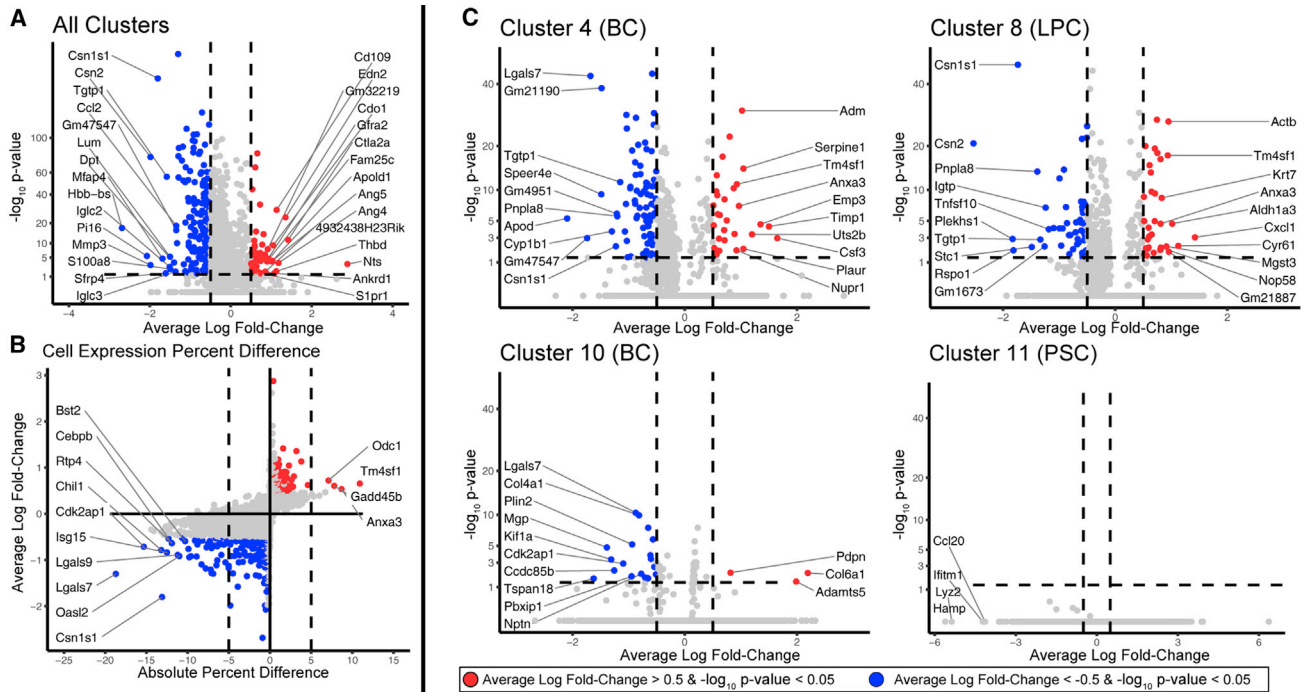 A
All Clusters
Csn1s1
Csn2
Tgtp1
Ccl2
Gm47547
Lum
Dpt
Mfap4
Hbb-bs
Iglc2
Pi16
Mmp3
S100a8
Sfrp4
Iglc3
Cd109
Edn2
Gm32219
Cdo1
Gfra2
Ctla2a
Fam25c
Apold1
Ang5
Ang4
4932438H23Rik
Thbd
Nts
Ankrd1
S1pr1
-log10 p-value
100
60
40
20
10
5
1
-4
-2
0
2
4
Average Log Fold-Change
B
Cell Expression Percent Difference
Bst2
Cebpb
Rtp4
Chil1
Cdk2ap1
Isg15
Lgals9
Lgals7
Oasl2
Csn1s1
Odc1
Tm4sf1
Gadd45b
Anxa3
Average Log Fold-Change
3
2
1
0
-1
-2
-25
-20
-15
-10
-5
0
5
10
15
Absolute Percent Difference
C
Cluster 4 (BC)
Lgals7
Gm21190
Tgtp1
Speer4e
Gm4951
Pnpla8
Apod
Cyp1b1
Gm47547
Csn1s1
Adm
Serpine1
Tm4sf1
Anxa3
Emp3
Timp1
Uts2b
Csf3
Plaur
Nupr1
-log10 p-value
40
20
10
5
3
1
-2
0
2
Average Log Fold-Change
Cluster 8 (LPC)
Csn1s1
Csn2
Pnpla8
Igtp
Tnfsf10
Plekhs1
Tgtp1
Stc1
Rspo1
Gm1673
Actb
Tm4sf1
Krt7
Anxa3
Aldh1a3
Cxcl1
Cyr61
Mgst3
Nop58
Gm21887
-log10 p-value
40
20
10
5
3
1
-2
0
2
Average Log Fold-Change
Cluster 10 (BC)
Lgals7
Col4a1
Plin2
Mgp
Kif1a
Cdk2ap1
Ccdc85b
Tspan18
Pbxip1
Nptn
Pdpn
Col6a1
Adamts5
-log10 p-value
40
20
10
5
3
1
-2
0
2
Average Log Fold-Change
Cluster 11 (PSC)
Ccl20
Ifitm1
Lyz2
Hamp
-log10 p-value
40
20
10
5
3
1
-6
-3
0
3
6
Average Log Fold-Change
Average Log Fold-Change > 0.5 & -log10 p-value < 0.05
Average Log Fold-Change < -0.5 & -log10 p-value < 0.05